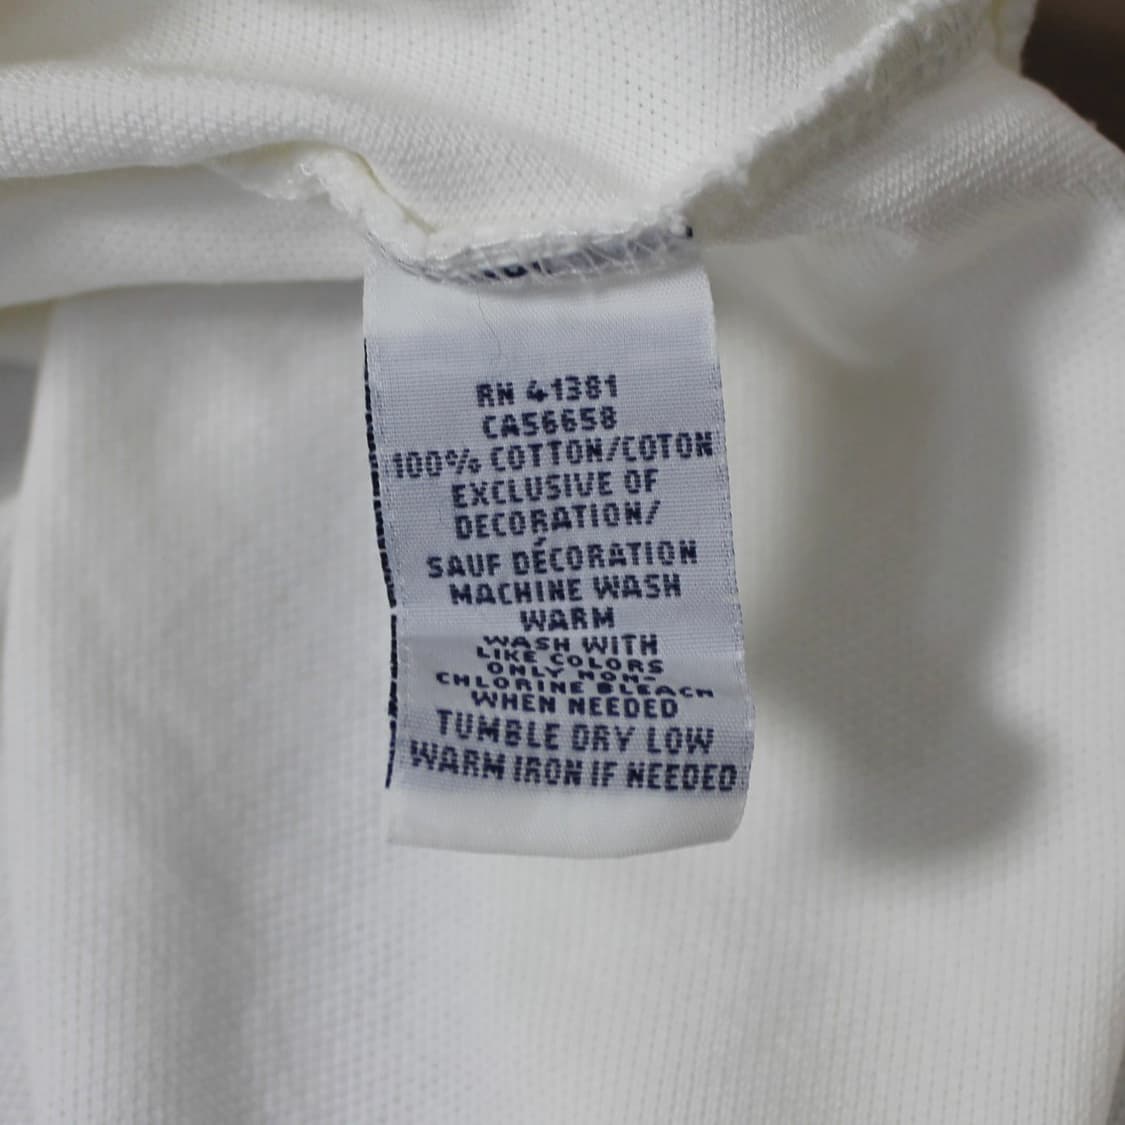 RN 41381
CA56658
100% COTTON/COTON
EXCLUSIVE OF
DECORATION/
SAUF DÉCORATION
MACHINE WASH
WARM
WASH WITH
LIKE COLORS
ONLY NON-
CHLORINE BLEACH
WHEN NEEDED
TUMBLE DRY LOW
WARM IRON IF NEEDED